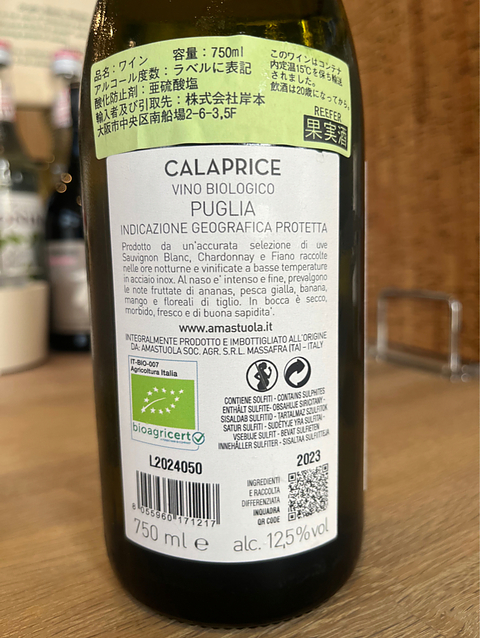 品名：ワイン　容量：750ml
アルコール度数：ラベルに表記
酸化防止剤：亜硫酸塩
輸入者及び引取先：株式会社岸本
大阪市中央区南船場2-6-3,5F
このワインはコンテナ
内定温15℃を保ち輸送
されました。
飲酒は20歳になってから。
REEFER
果実酒
CALAPRICE
VINO BIOLOGICO
PUGLIA
INDICAZIONE GEOGRAFICA PROTETTA
Prodotto da un'accurata selezione di uve
Sauvignon Blanc, Chardonnay e Fiano raccolte
nelle ore notturne e vinificate a basse temperature
in acciaio inox. Al naso e' intenso e fine, prevalgono
le note fruttate di ananas, pesca gialla, banana,
mango e floreali di tiglio. In bocca è secco,
morbido, fresco e di buona sapidita'.
www.amastuola.it
INTEGRALMENTE PRODOTTO E IMBOTTIGLIATO ALL'ORIGINE
DA: AMASTUOLA SOC. AGR. S.R.L. MASSAFRA (TA) – ITALY
IT-BIO-007
Agricoltura Italia
bioagricert
CONTIENE SOLFITI - CONTAINS SULPHITES
ENTHÄLT SULFITE- OBSAHUJE SIRICITANY-
SISALDAB SULFITID - TARTALMAZ SZULFITOK
SATUR SULFITI - SUDĖTYJE YRA SULFITAI
VSEBUJE SULFIT - BEVAT SULFIETEN
INNEHÅLLER SULFITER - SISALTAA SULFIITTEJA
L2024050
2023
8 055960 171217
INGREDIENTI
E RACCOLTA
DIFFERENZIATA
INQUADRA
QR CODE
750 ml e alc. 12,5%vol